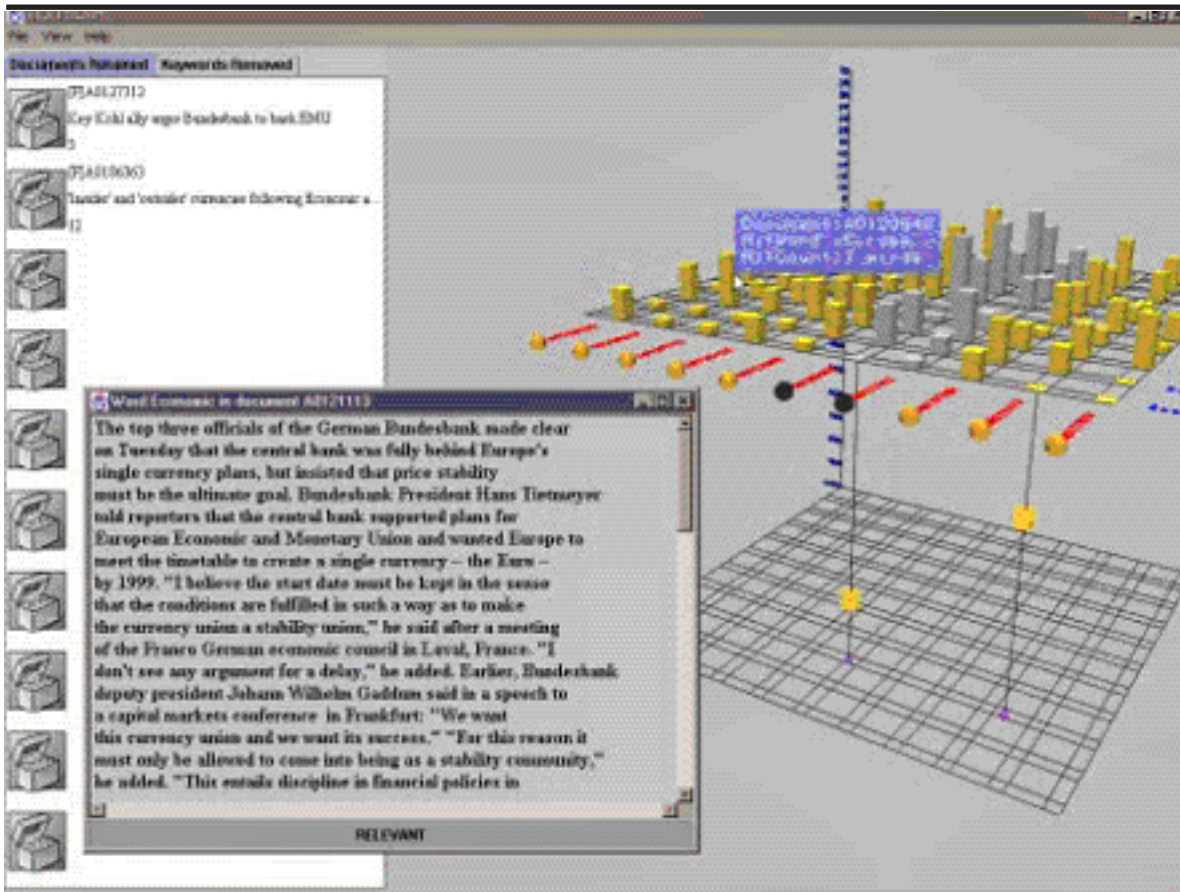 File View Help
Documents Retained Keywords Removed
Key Kohl ally urges Bundesbank to back EMU
'Insider' and 'outsider' currencies following Economic a...
12
Word Economic in document A0121113
The top three officials of the German Bundesbank made clear
on Tuesday that the central bank was fully behind Europe's
single currency plans, but insisted that price stability
must be the ultimate goal. Bundesbank President Hans Tietmeyer
told reporters that the central bank supported plans for
European Economic and Monetary Union and wanted Europe to
meet the timetable to create a single currency -- the Euro --
by 1999. "I believe the start date must be kept in the sense
that the conditions are fulfilled in such a way as to make
the currency union a stability union," he said after a meeting
of the Franco German economic council in Laval, France. "I
don't see any argument for a delay," he added. Earlier, Bundesbank
deputy president Johann Wilhelm Gaddum said in a speech to
a capital markets conference in Frankfurt: "We want
this currency union and we want its success." "For this reason it
must only be allowed to come into being as a stability community,"
he added. "This entails discipline in financial policies in
RELEVANT